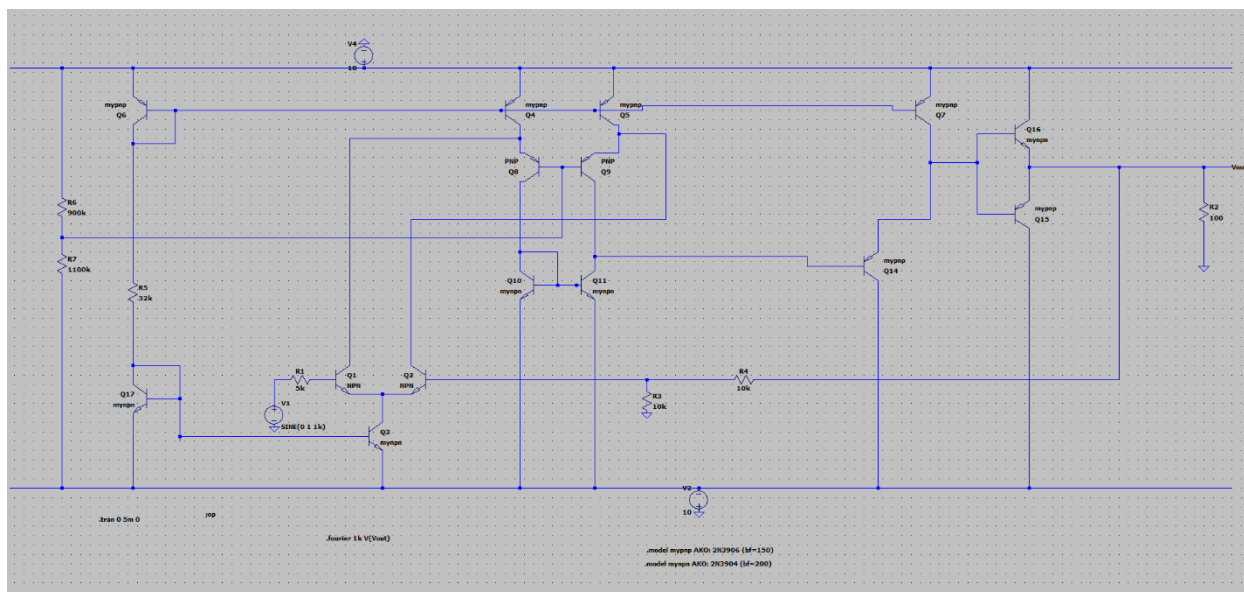 V4
10
mypnp
Q6
mypnp
Q4
mypnp
Q5
mypnp
Q7
Q16
mypn
PNP
Q8
PNP
Q9
Vout
R6
900k
mypnp
Q15
R2
100
R7
1100k
mypnp
Q14
R5
32k
Q10
mynpn
Q11
mynpn
R1
5k
Q1
NPN
Q2
NPN
R4
10k
Q17
mynpn
V1
SINE(0 1 1k)
R3
10k
Q3
mynpn
V2
10
.tran 0 5m 0
.op
.fourier 1k V(Vout)
.model mypnp AKO: 2N3906 (bf=150)
.model mynpn AKO: 2N3904 (bf=200)